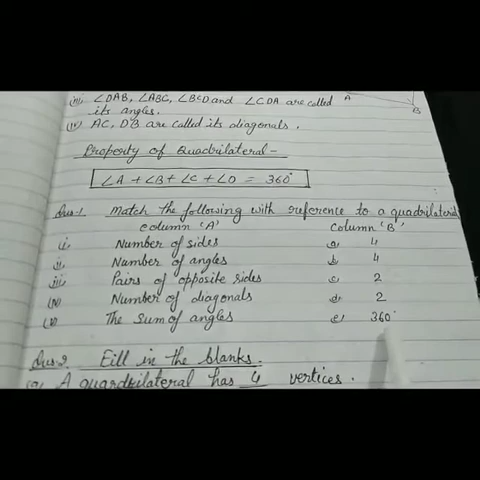 (iii) ∠DAB, ∠ABC, ∠BCD and ∠CDA are called
its angles.
A
B
(iv) AC, DB are called its diagonals.
Property of Quadrilateral-
∠A + ∠B + ∠C + ∠D = 360°
Qus-1 Match the following with reference to a quadrilateral
column 'A' column 'B'
i, Number of sides a, 4
ii, Number of angles b, 4
iii, Pairs of opposite sides c, 2
(iv) Number of diagonals d, 2
(v) The Sum of angles e, 360°
Qus-2 Fill in the blanks.
(a) A quardrilateral has 4 vertices.